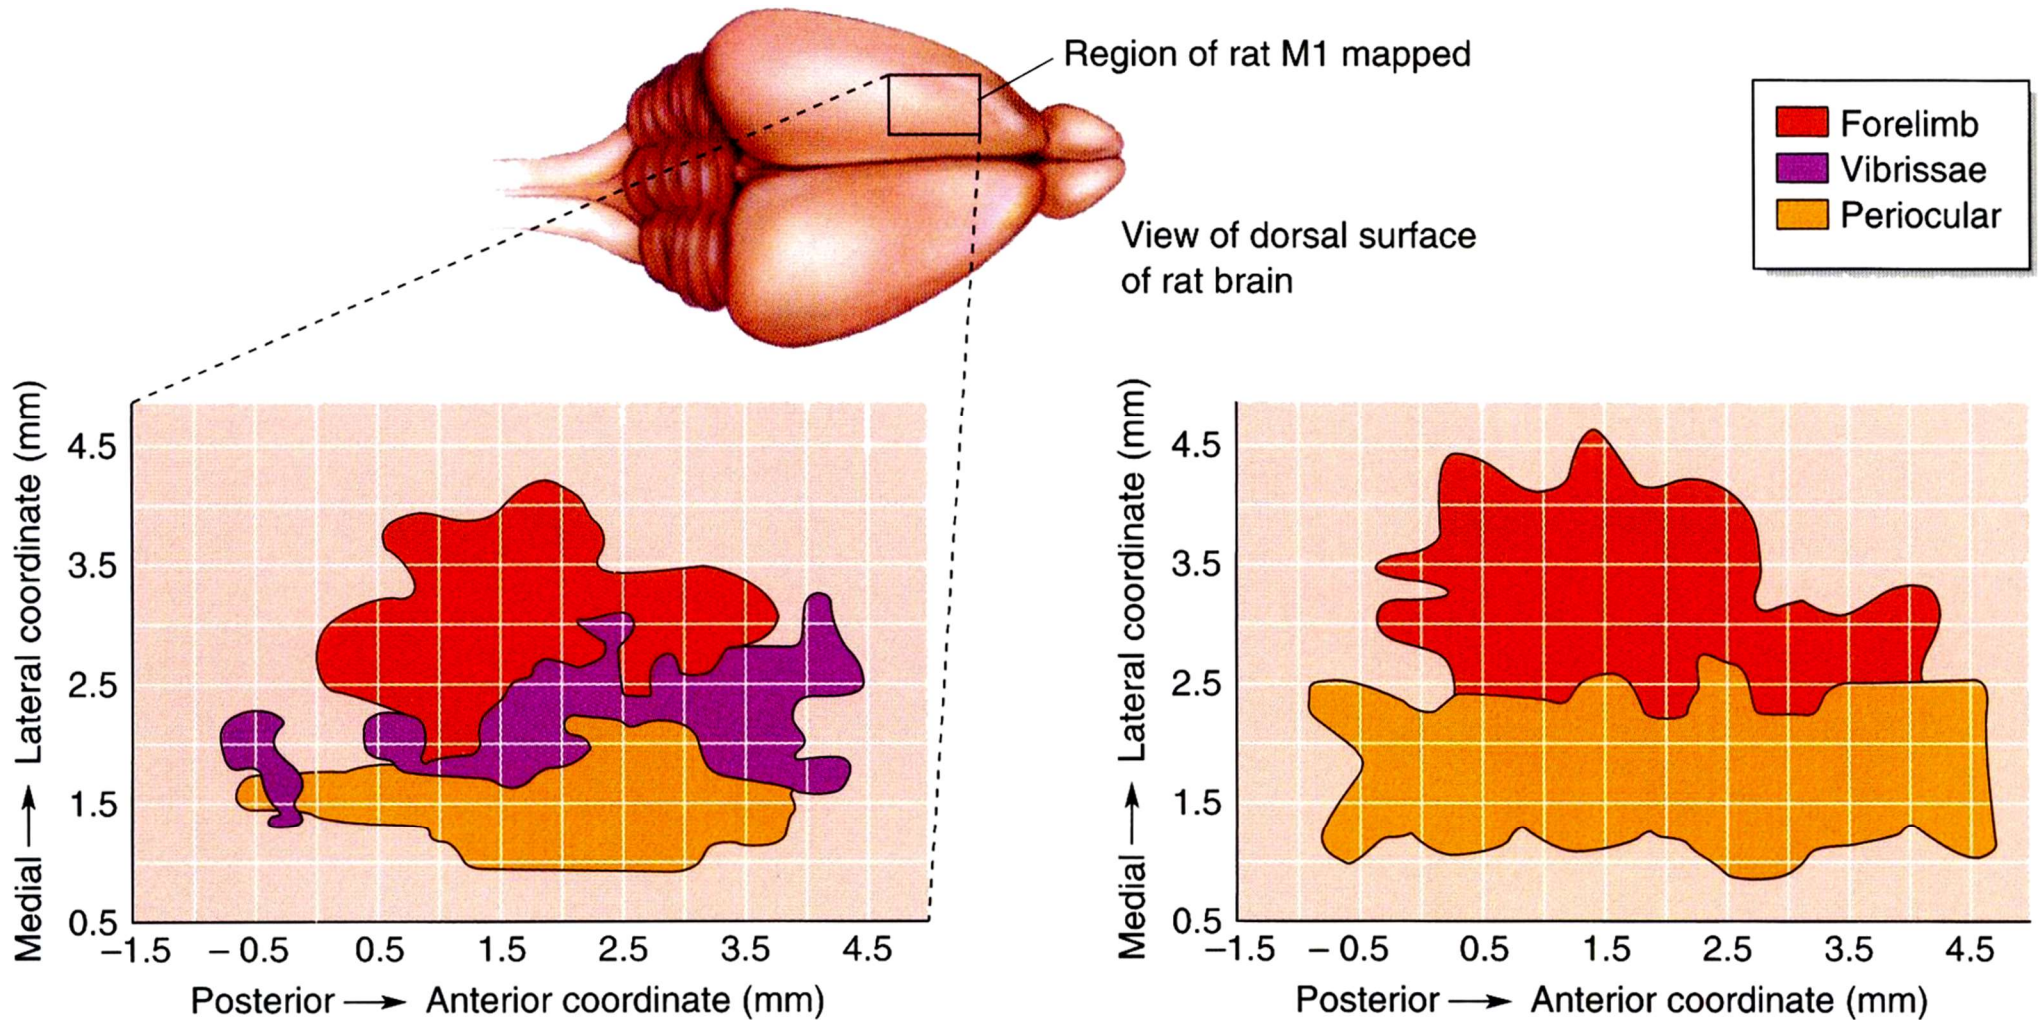 Region of rat M1 mapped
Forelimb
Vibrissae
Periocular
View of dorsal surface
of rat brain
Medial → Lateral coordinate (mm)
4.5
3.5
2.5
1.5
0.5
−1.5 −0.5 0.5 1.5 2.5 3.5 4.5
Posterior → Anterior coordinate (mm)
Medial → Lateral coordinate (mm)
4.5
3.5
2.5
1.5
0.5
−1.5 −0.5 0.5 1.5 2.5 3.5 4.5
Posterior → Anterior coordinate (mm)